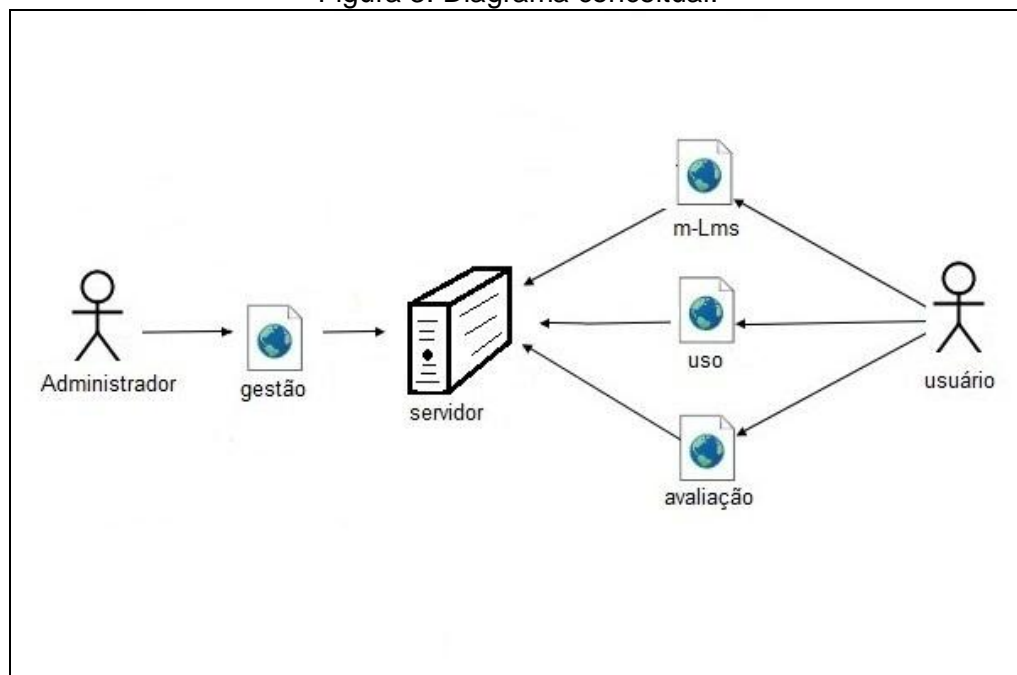 Figura 3. Diagrama conceitual.
m-Lms
Administrador
gestão
servidor
uso
usuário
avaliação